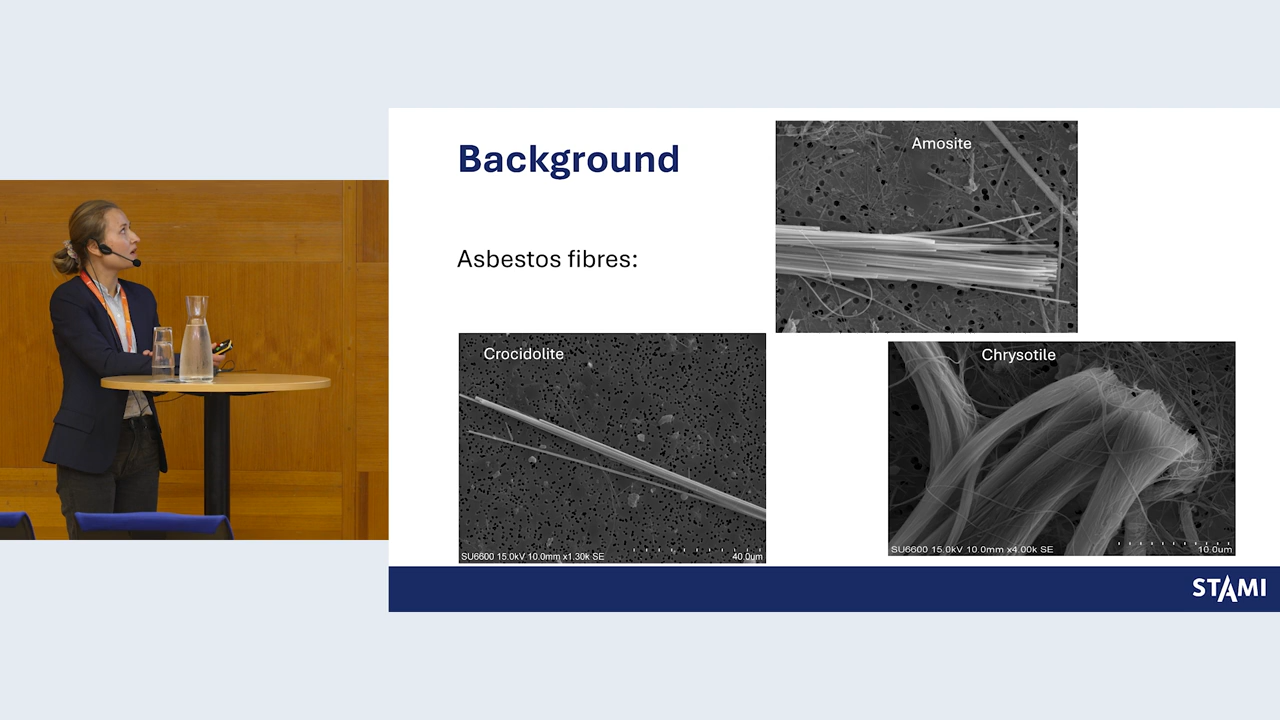 Background
Amosite
Asbestos fibres:
Crocidolite
SU6600 15.0kV 10.0mm x1.30k SE 40.0um
Chrysotile
SU6600 15.0kV 10.0mm x4.00k SE 10.0um
STAMI